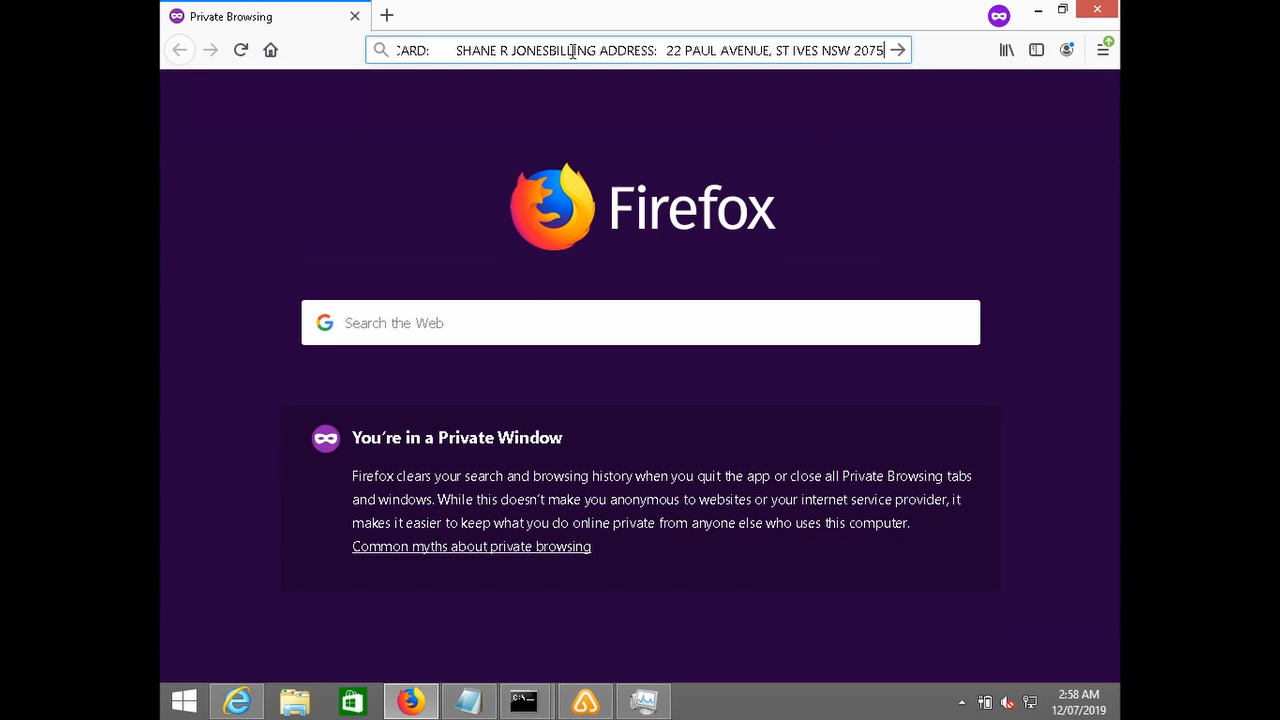 Private Browsing
CARD: SHANE R JONESBILLING ADDRESS: 22 PAUL AVENUE, ST IVES NSW 2075
Firefox
Search the Web
You're in a Private Window
Firefox clears your search and browsing history when you quit the app or close all Private Browsing tabs
and windows. While this doesn't make you anonymous to websites or your internet service provider, it
makes it easier to keep what you do online private from anyone else who uses this computer.
Common myths about private browsing
2:58 AM
12/07/2019